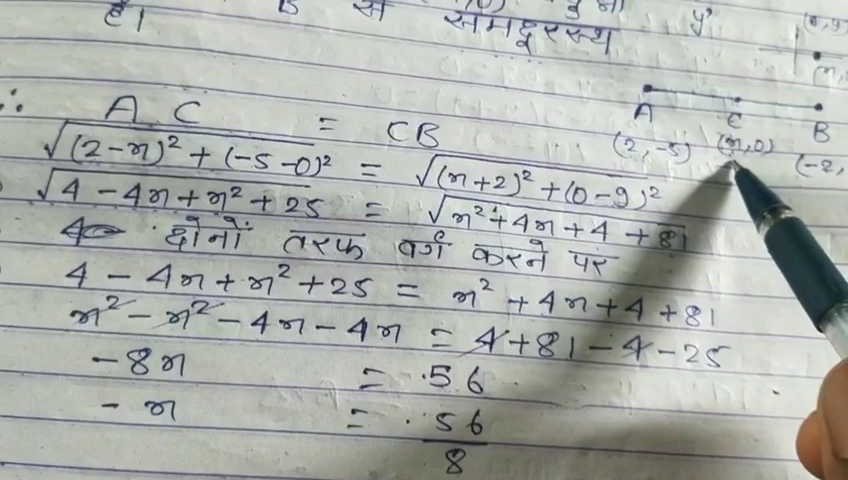 है। B से समदूरस्थ y'
A C = CB
A C B
(2, -5) (x,0) (-2,
√(2-x)² + (-5-0)² = √(x+2)² + (0-9)²
√4 - 4x + x² + 25 = √x² + 4x + 4 + 81
दोनों तरफ वर्ग करने पर
4 - 4x + x² + 25 = x² + 4x + 4 + 81
x² - x² - 4x - 4x = 4 + 81 - 4 - 25
- 8x = 56
- x = 56
8